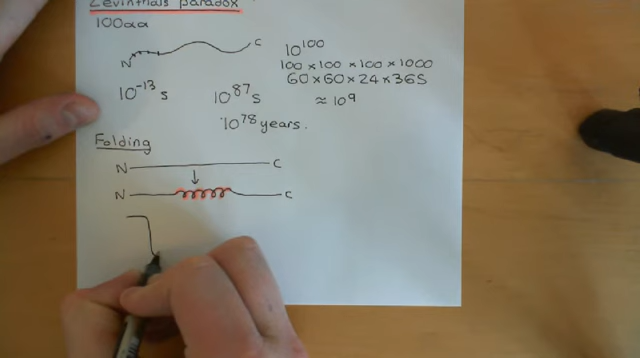 Levinthals paradox
100aa
N C
10^100
100 × 100 × 100 × 1000
60×60×24×365
10^-13 s 10^87 s ≈ 10^9
10^78 years.
Folding
N C
↓
N C